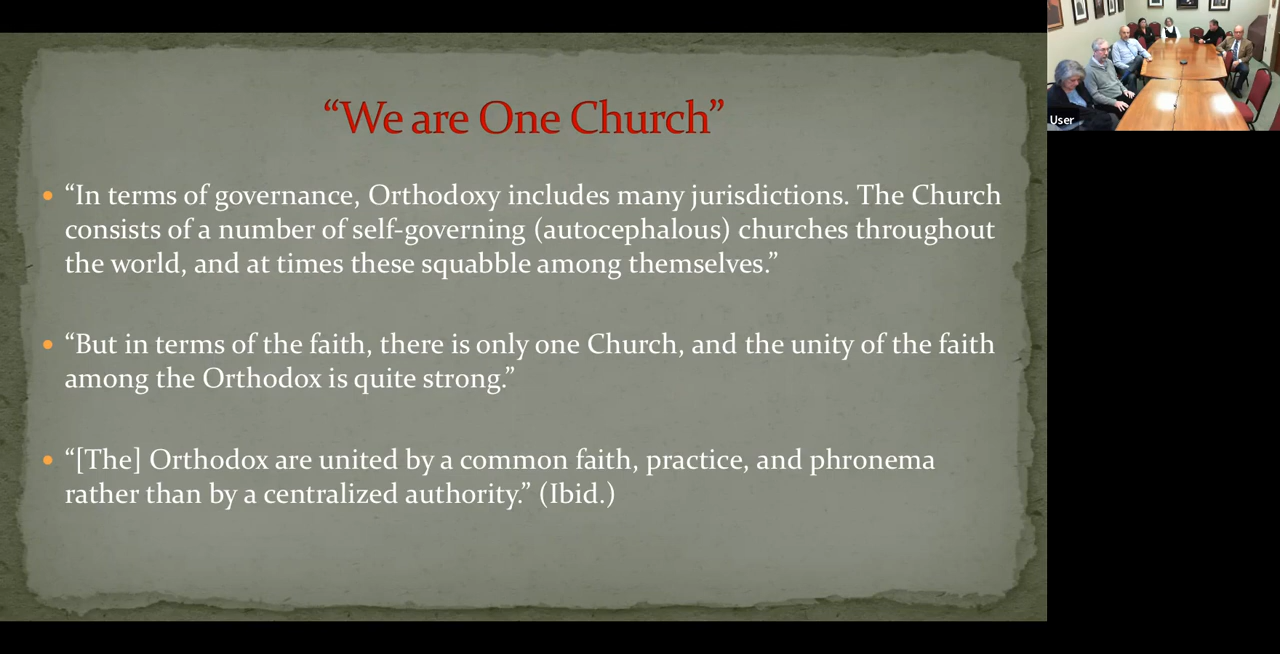 “We are One Church”
“In terms of governance, Orthodoxy includes many jurisdictions. The Church
consists of a number of self-governing (autocephalous) churches throughout
the world, and at times these squabble among themselves.”
“But in terms of the faith, there is only one Church, and the unity of the faith
among the Orthodox is quite strong.”
“[The] Orthodox are united by a common faith, practice, and phronema
rather than by a centralized authority.” (Ibid.)
User